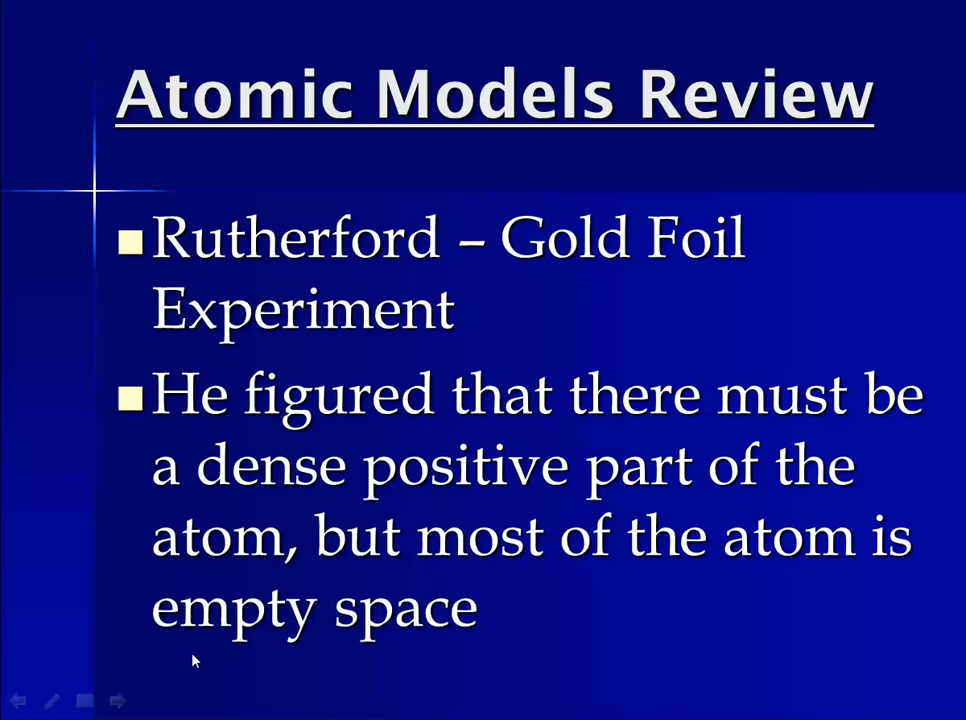 Atomic Models Review
Rutherford – Gold Foil
Experiment
He figured that there must be
a dense positive part of the
atom, but most of the atom is
empty space